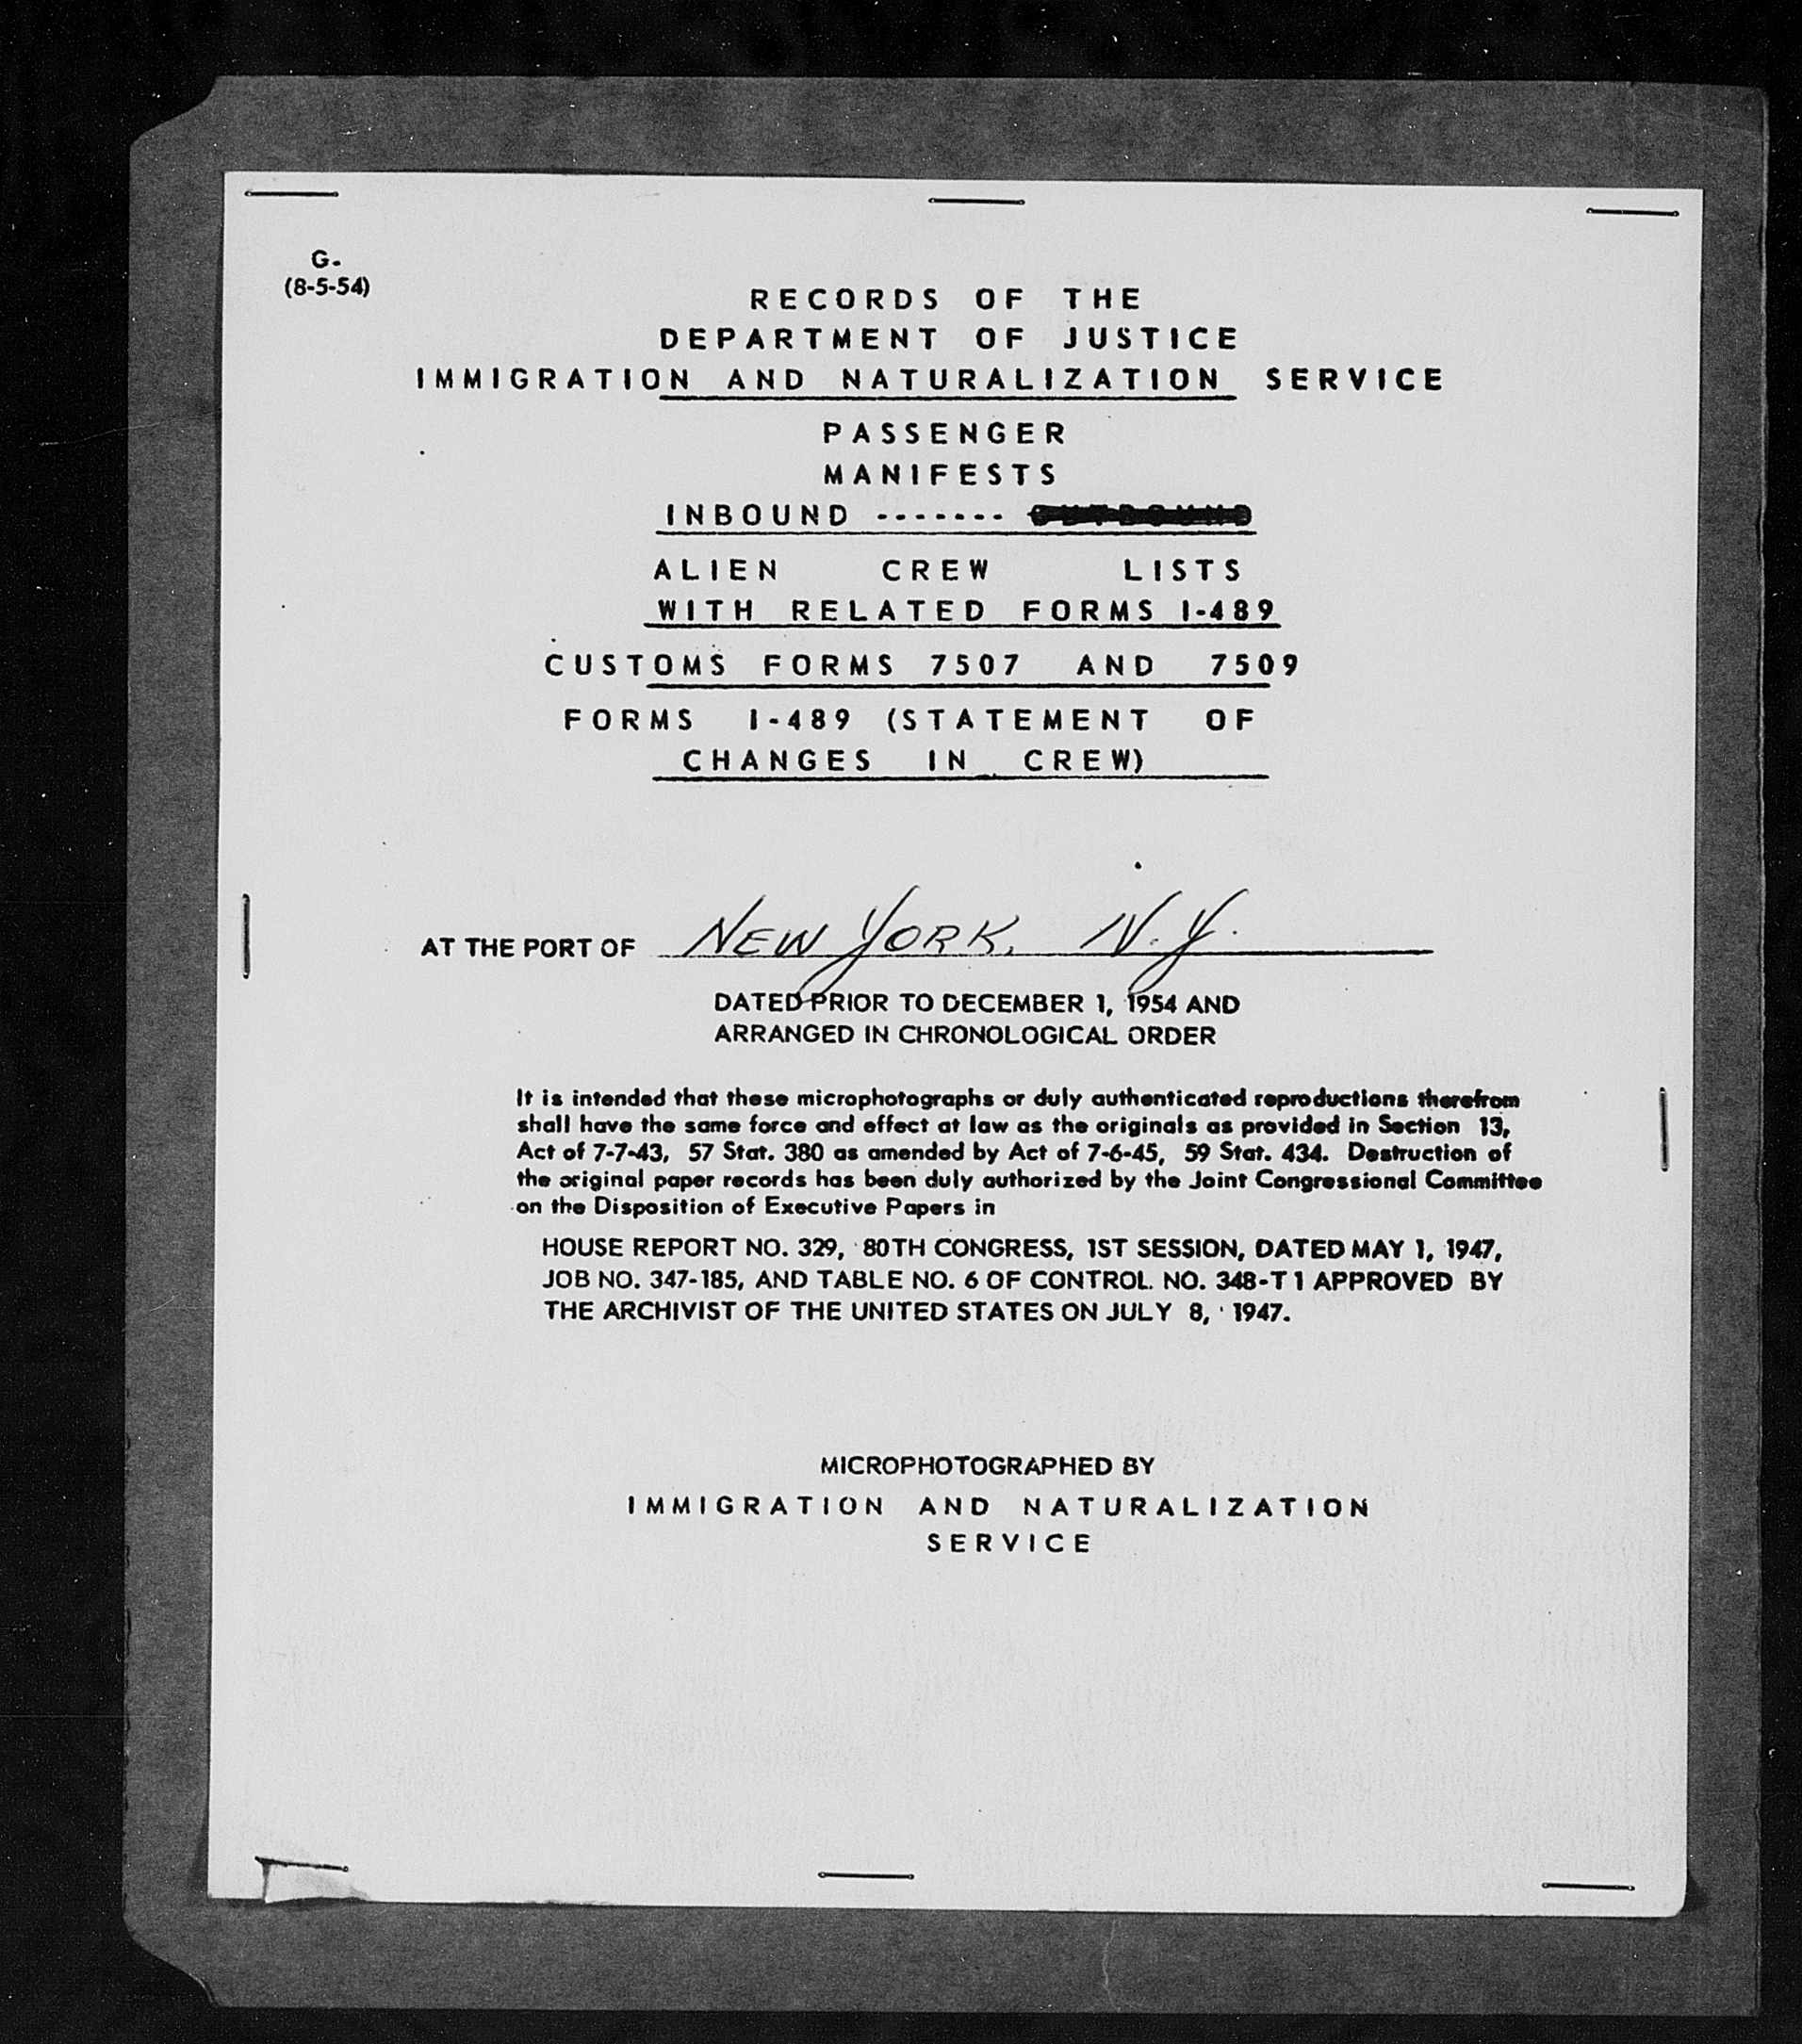 G.
(8-5-54)
RECORDS OF THE
DEPARTMENT OF JUSTICE
IMMIGRATION AND NATURALIZATION SERVICE
PASSENGER
MANIFESTS
INBOUND -------
ALIEN CREW LISTS
WITH RELATED FORMS I-489
CUSTOMS FORMS 7507 AND 7509
FORMS I-489 (STATEMENT OF
CHANGES IN CREW)
AT THE PORT OF NEW YORK, N.Y.
DATED PRIOR TO DECEMBER 1, 1954 AND
ARRANGED IN CHRONOLOGICAL ORDER
It is intended that these microphotographs or duly authenticated reproductions therefrom
shall have the same force and effect at law as the originals as provided in Section 13,
Act of 7-7-43, 57 Stat. 380 as amended by Act of 7-6-45, 59 Stat. 434. Destruction of
the original paper records has been duly authorized by the Joint Congressional Committee
on the Disposition of Executive Papers in
HOUSE REPORT NO. 329, 80TH CONGRESS, 1ST SESSION, DATED MAY 1, 1947,
JOB NO. 347-185, AND TABLE NO. 6 OF CONTROL NO. 348-T1 APPROVED BY
THE ARCHIVIST OF THE UNITED STATES ON JULY 8, 1947.
MICROPHOTOGRAPHED BY
IMMIGRATION AND NATURALIZATION
SERVICE